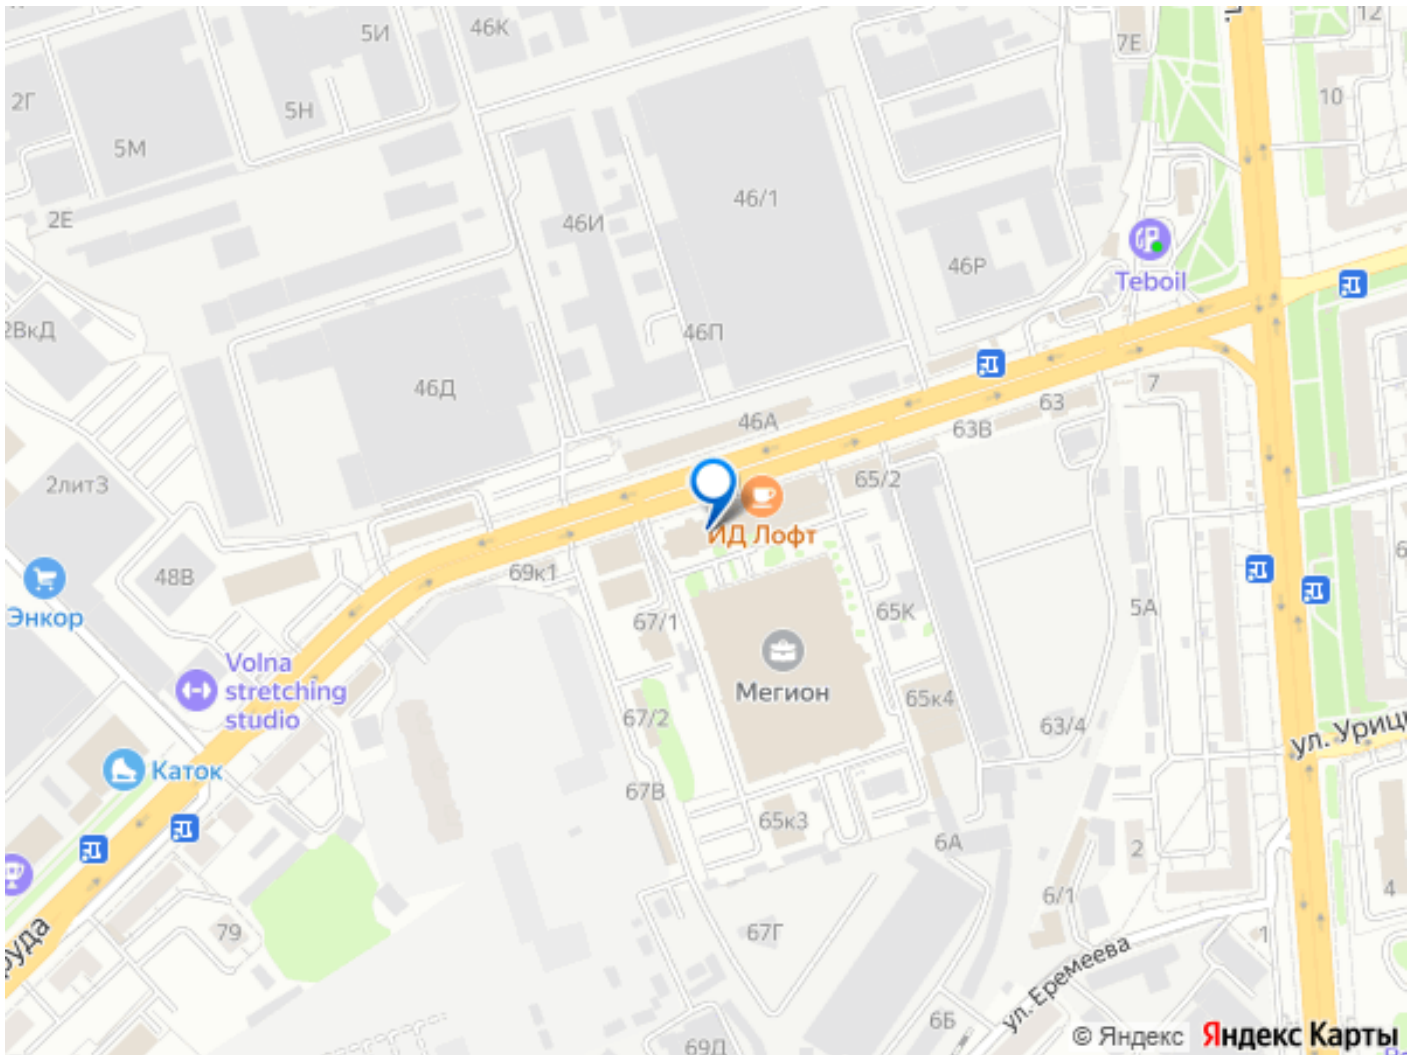 5И
46К
12
7Е
2Г
5Н
10
5М
46/1
2Е
46И
46Р
Teboil
2ВкД
46П
46Д
7
63
46А
63В
2литЗ
65/2
ИД Лофт
48В
69к1
Энкор
65К
5А
67/1
Volna
stretching
studio
Мегион
65к4
67/2
63/4
ул. Уриц
Каток
67В
65к3
6А
2
6/1
4
79
67Г
1
ул. Еремеева
6Б
69Д
© Яндекс
Яндекс Карты